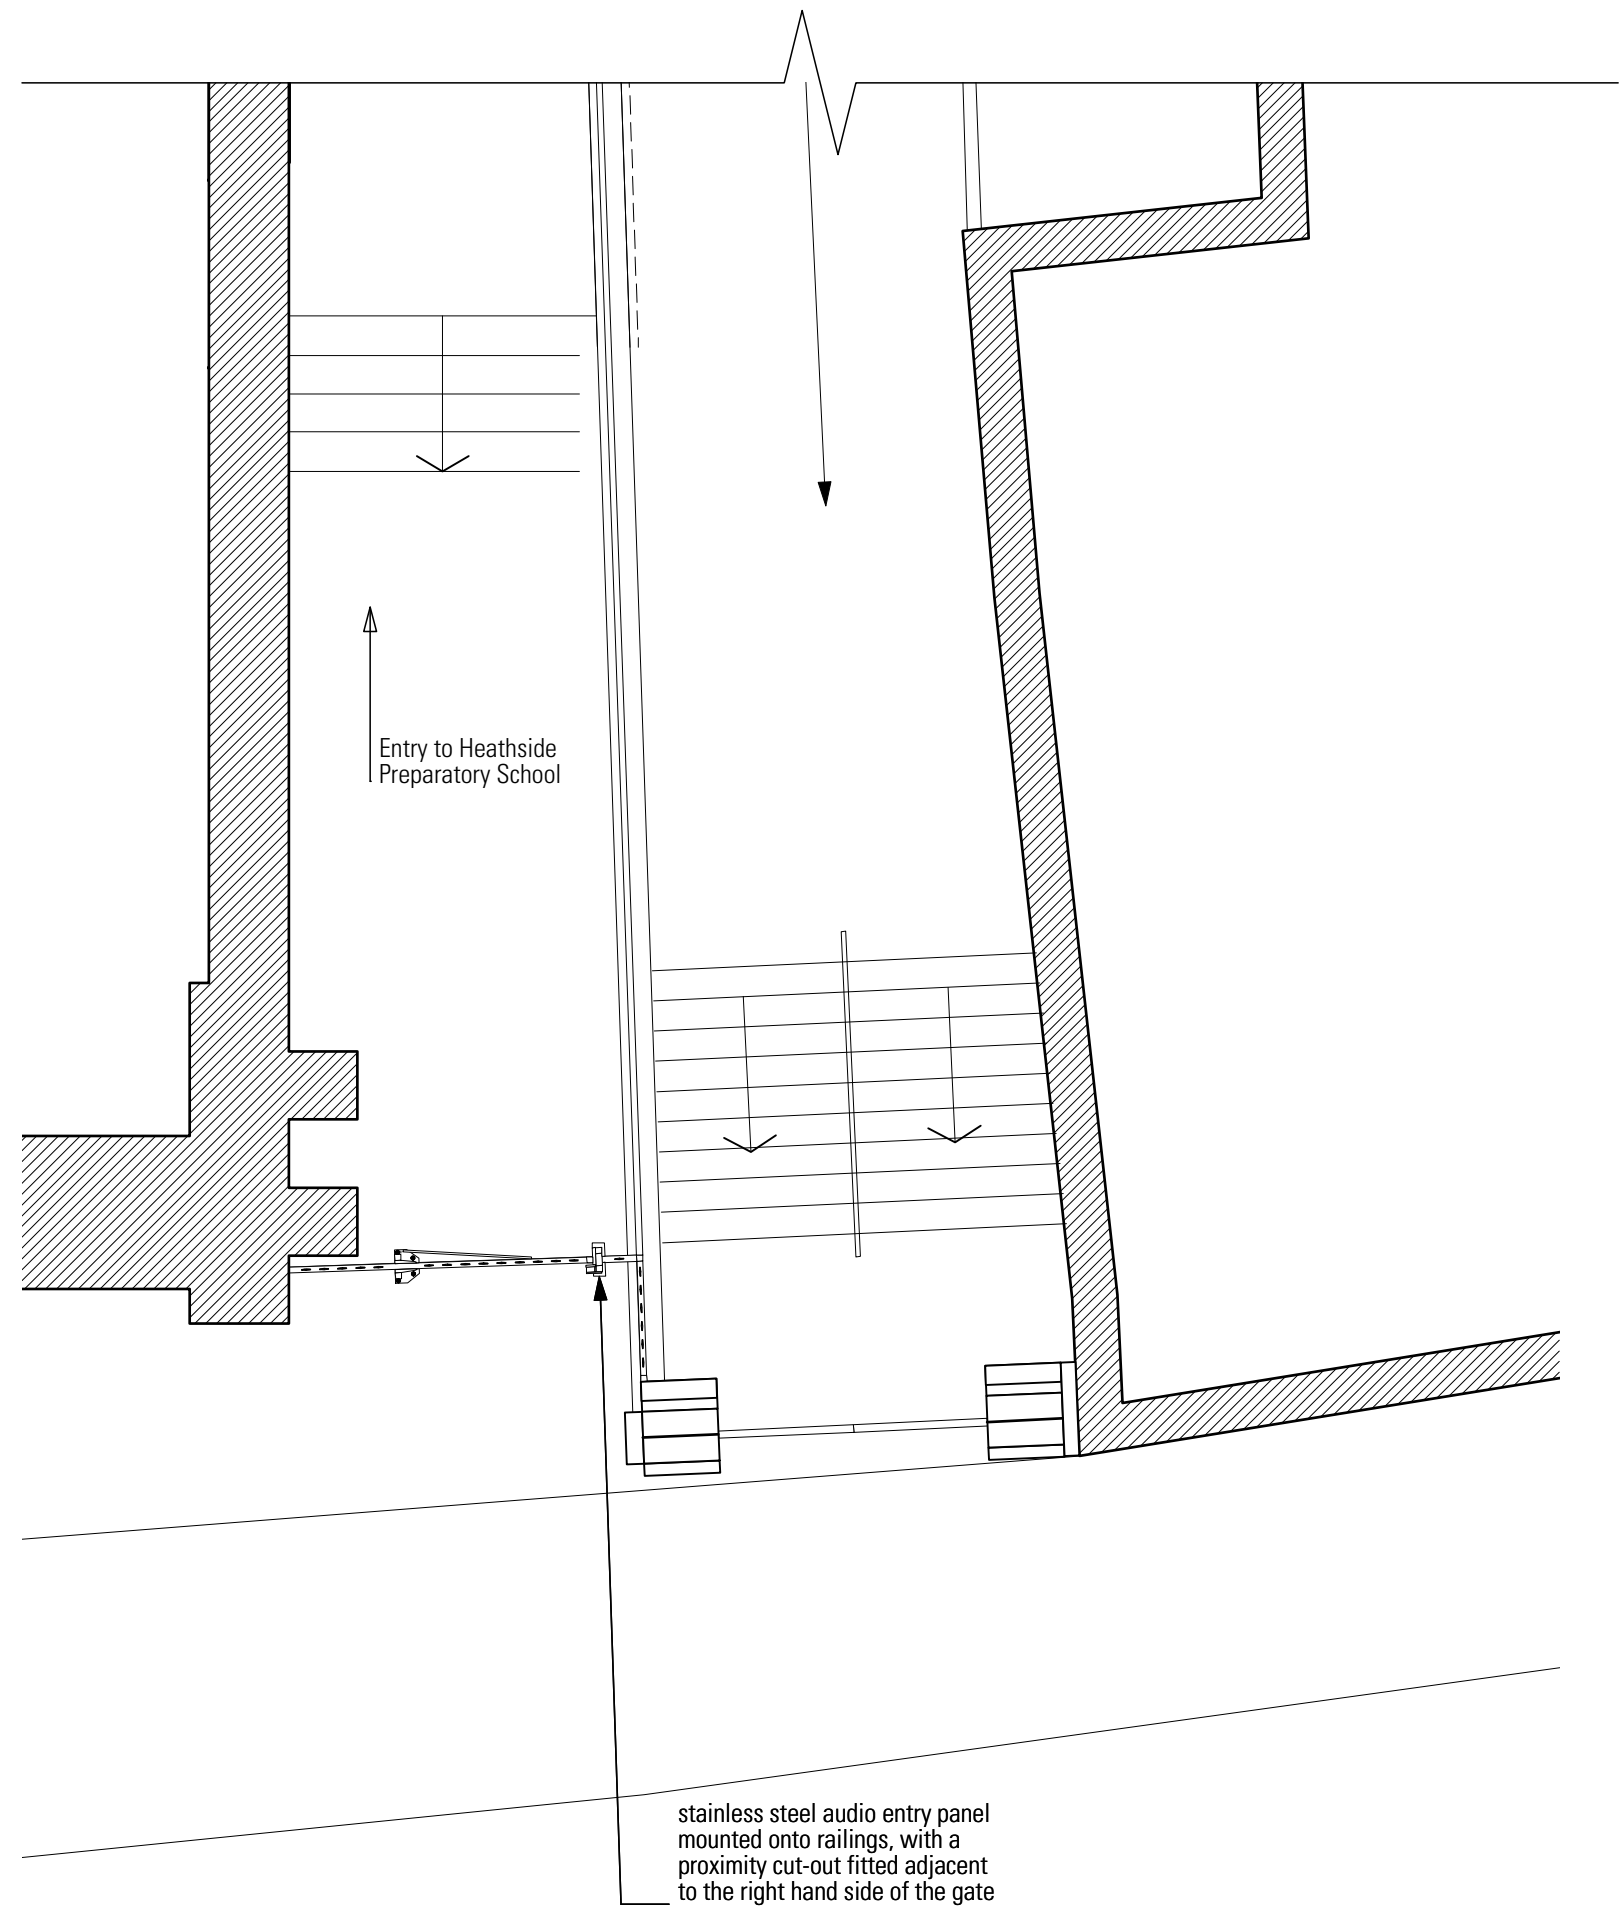 Entry to Heathside
Preparatory School
stainless steel audio entry panel
mounted onto railings, with a
proximity cut-out fitted adjacent
to the right hand side of the gate